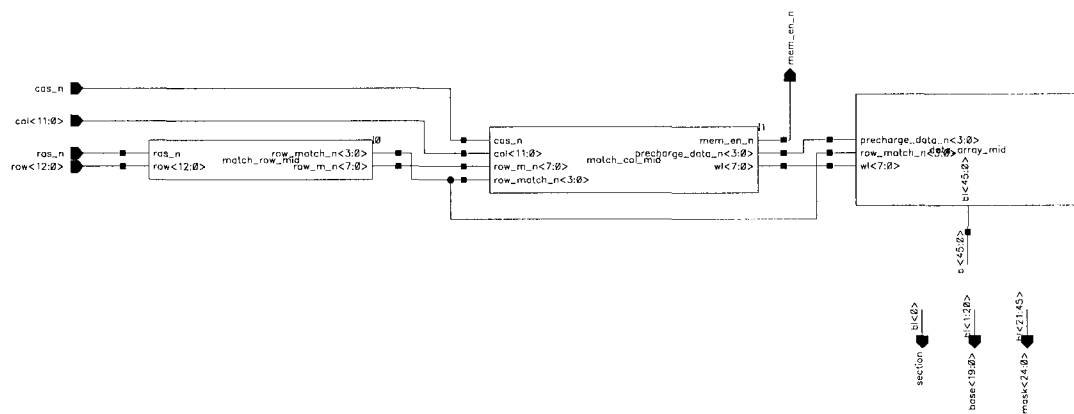 mem_en_n
cas_n
col<11:0>
ras_n
row<12:0>
I0
ras_n
row<12:0>
match_row_mid
row_match_n<3:0>
row_m_n<7:0>
I1
cas_n
col<11:0>
row_m_n<7:0>
row_match_n<3:0>
match_col_mid
mem_en_n
precharge_data_n<3:0>
wl<7:0>
precharge_data_n<3:0>
row_match_n<3:0>
wl<7:0>
data_array_mid
bl<45:0>
bl<45:0>
bl<0>
bl<1:20>
bl<21:45>
section
base<19:0>
mask<24:0>